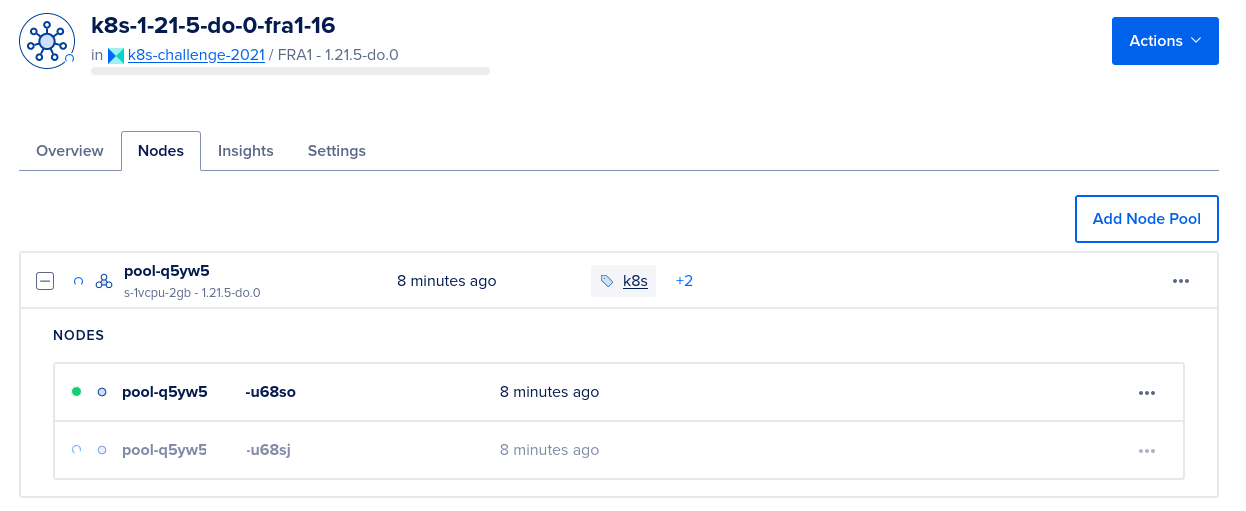 k8s-1-21-5-do-0-fra1-16
in k8s-challenge-2021 / FRA1 - 1.21.5-do.0
Actions
Overview Nodes Insights Settings
Add Node Pool
pool-q5yw5 8 minutes ago k8s +2
s-1vcpu-2gb - 1.21.5-do.0
NODES
pool-q5yw5 -u68so 8 minutes ago
pool-q5yw5 -u68sj 8 minutes ago